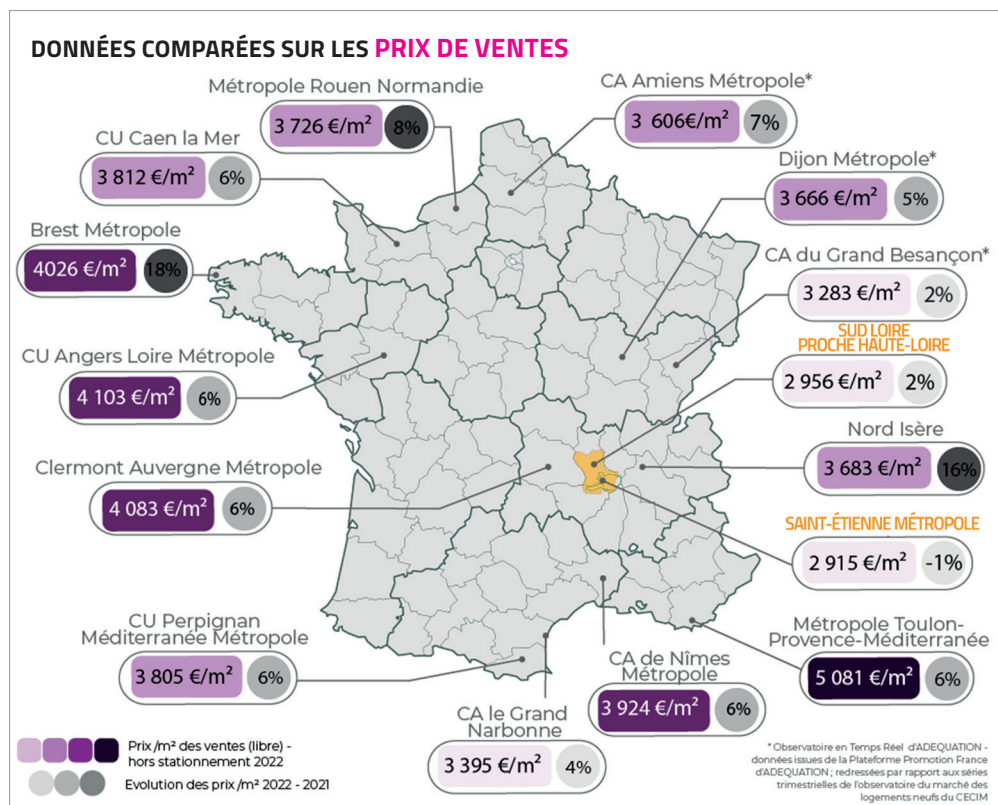 DONNÉES COMPARÉES SUR LES PRIX DE VENTES
Métropole Rouen Normandie
3 726 €/m² 8%
CA Amiens Métropole*
3 606€/m² 7%
CU Caen la Mer
3 812 €/m² 6%
Dijon Métropole*
3 666 €/m² 5%
Brest Métropole
4026 €/m² 18%
CA du Grand Besançon*
3 283 €/m² 2%
SUD LOIRE
PROCHE HAUTE-LOIRE
2 956 €/m² 2%
CU Angers Loire Métropole
4 103 €/m² 6%
Nord Isère
3 683 €/m² 16%
Clermont Auvergne Métropole
4 083 €/m² 6%
SAINT-ÉTIENNE MÉTROPOLE
2 915 €/m² -1%
CU Perpignan
Méditerranée Métropole
3 805 €/m² 6%
Métropole Toulon-
Provence-Méditerranée
5 081 €/m² 6%
CA de Nîmes
Métropole
3 924 €/m² 6%
CA le Grand
Narbonne
3 395 €/m² 4%
Prix /m² des ventes (libre) -
hors stationnement 2022
Evolution des prix /m² 2022 - 2021
* Observatoire en Temps Réel d'ADEQUATION -
données issues de la Plateforme Promotion France
d'ADEQUATION ; redressées par rapport aux séries
trimestrielles de l'observatoire du marché des
logements neufs du CECIM